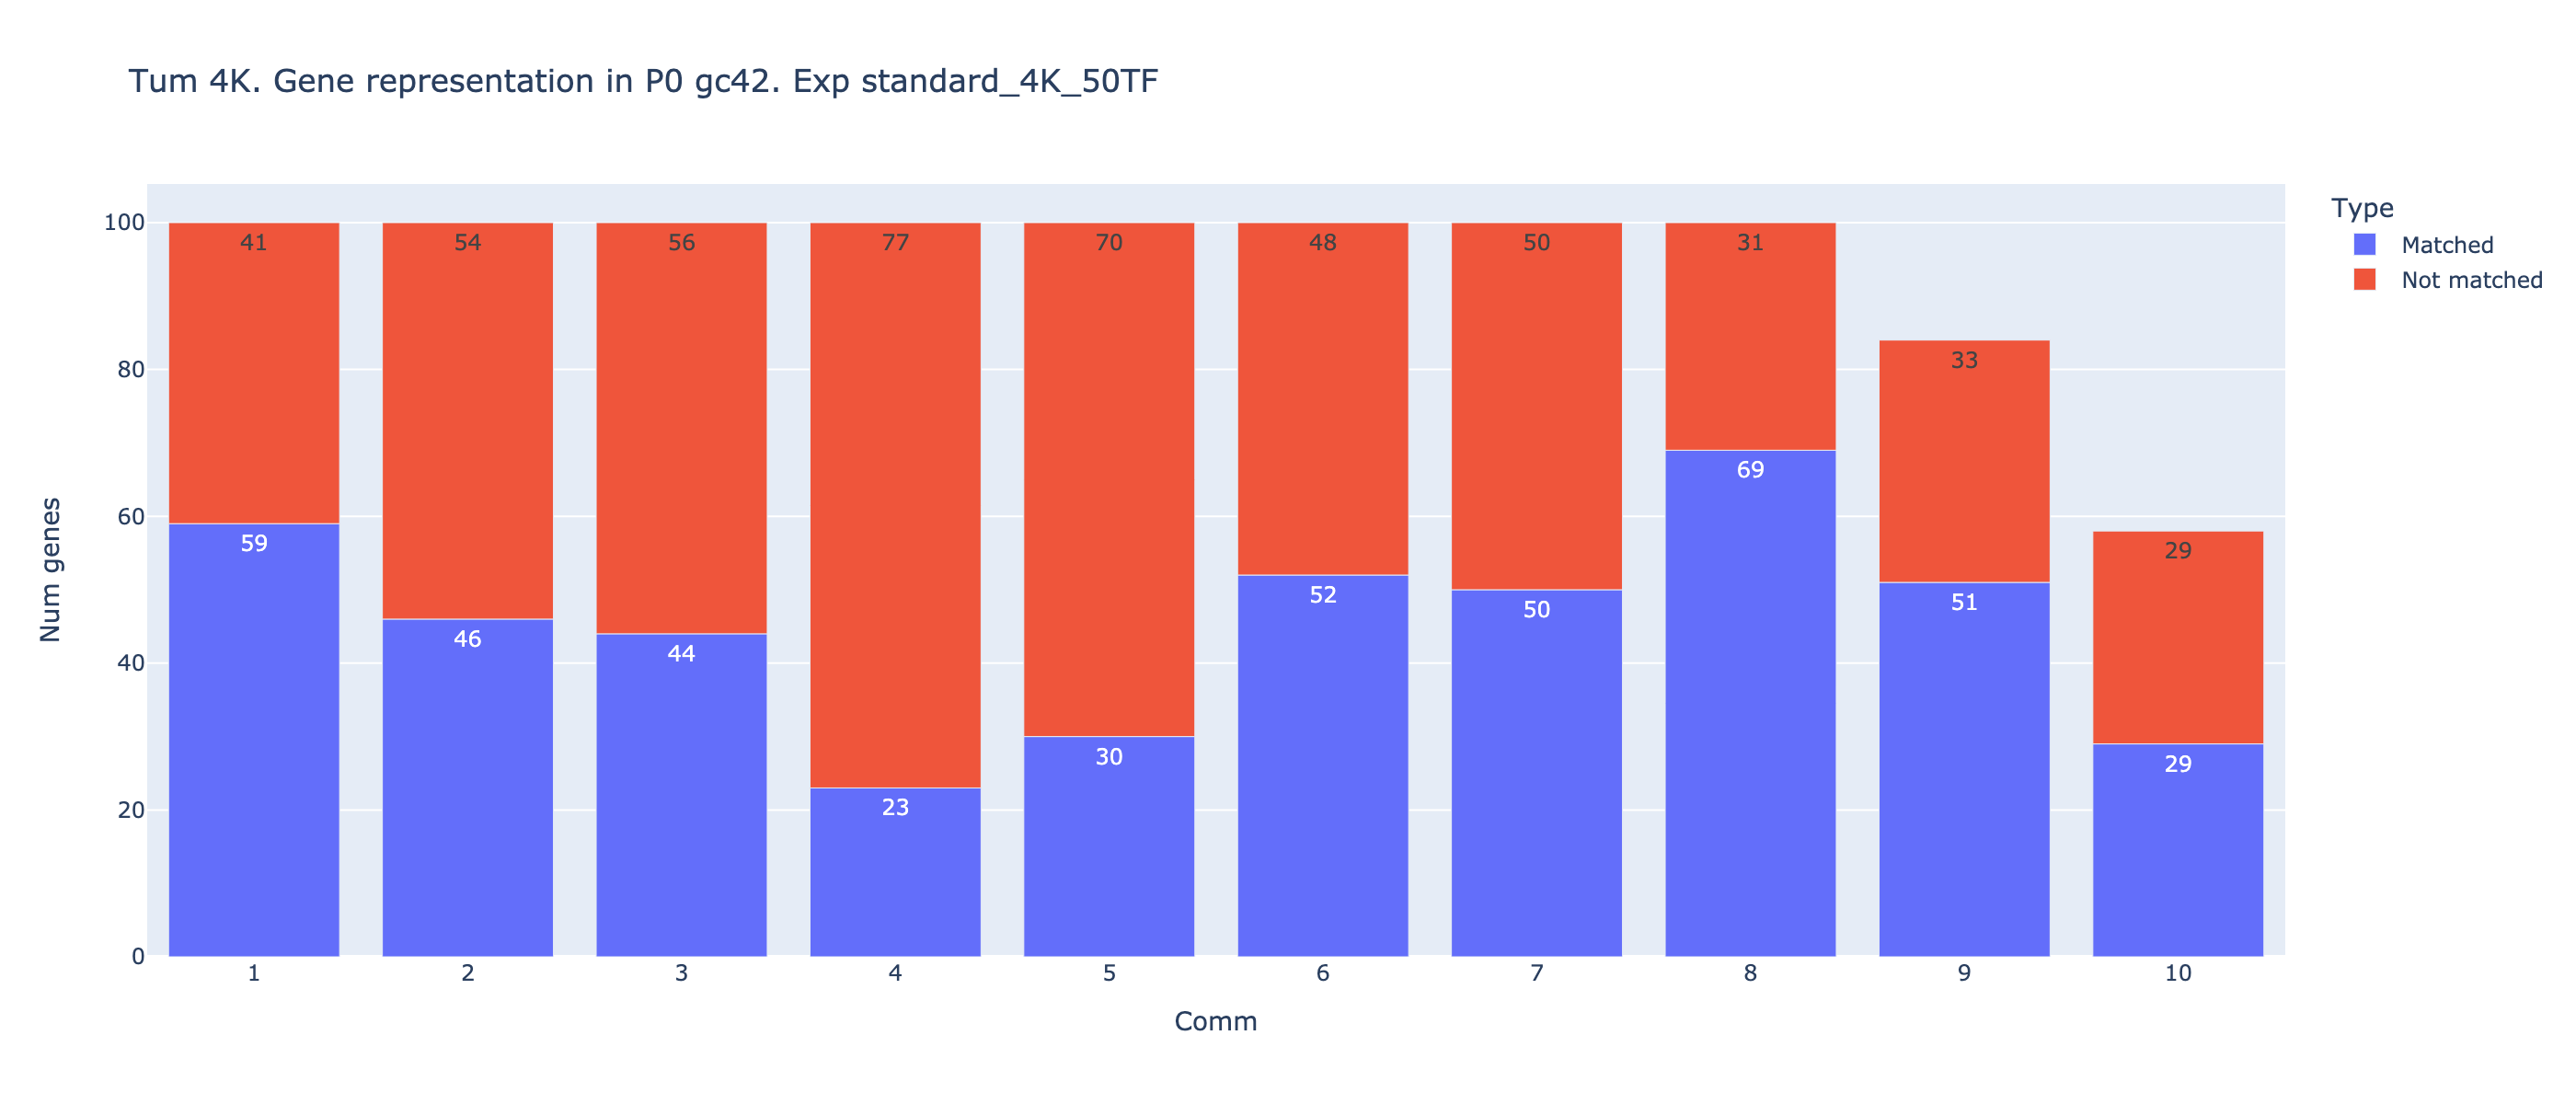 Tum 4K. Gene representation in P0 gc42. Exp standard_4K_50TF
Type
Matched
Not matched
Num genes
100
80
60
40
20
0
41 54 56 77 70 48 50 31 33 29
59 46 44 23 30 52 50 69 51 29
1 2 3 4 5 6 7 8 9 10
Comm